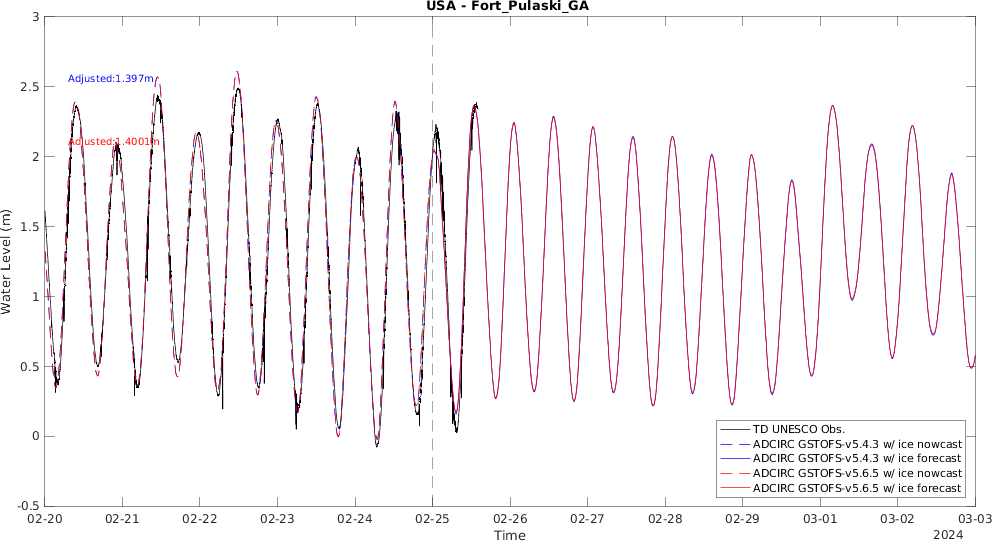 USA - Fort_Pulaski_GA
3
2.5
2
1.5
1
0.5
0
-0.5
Water Level (m)
Adjusted:1.397m
Adjusted:1.4001m
TD UNESCO Obs.
ADCIRC GSTOFS-v5.4.3 w/ ice nowcast
ADCIRC GSTOFS-v5.4.3 w/ ice forecast
ADCIRC GSTOFS-v5.6.5 w/ ice nowcast
ADCIRC GSTOFS-v5.6.5 w/ ice forecast
02-20 02-21 02-22 02-23 02-24 02-25 02-26 02-27 02-28 02-29 03-01 03-02 03-03
Time 2024